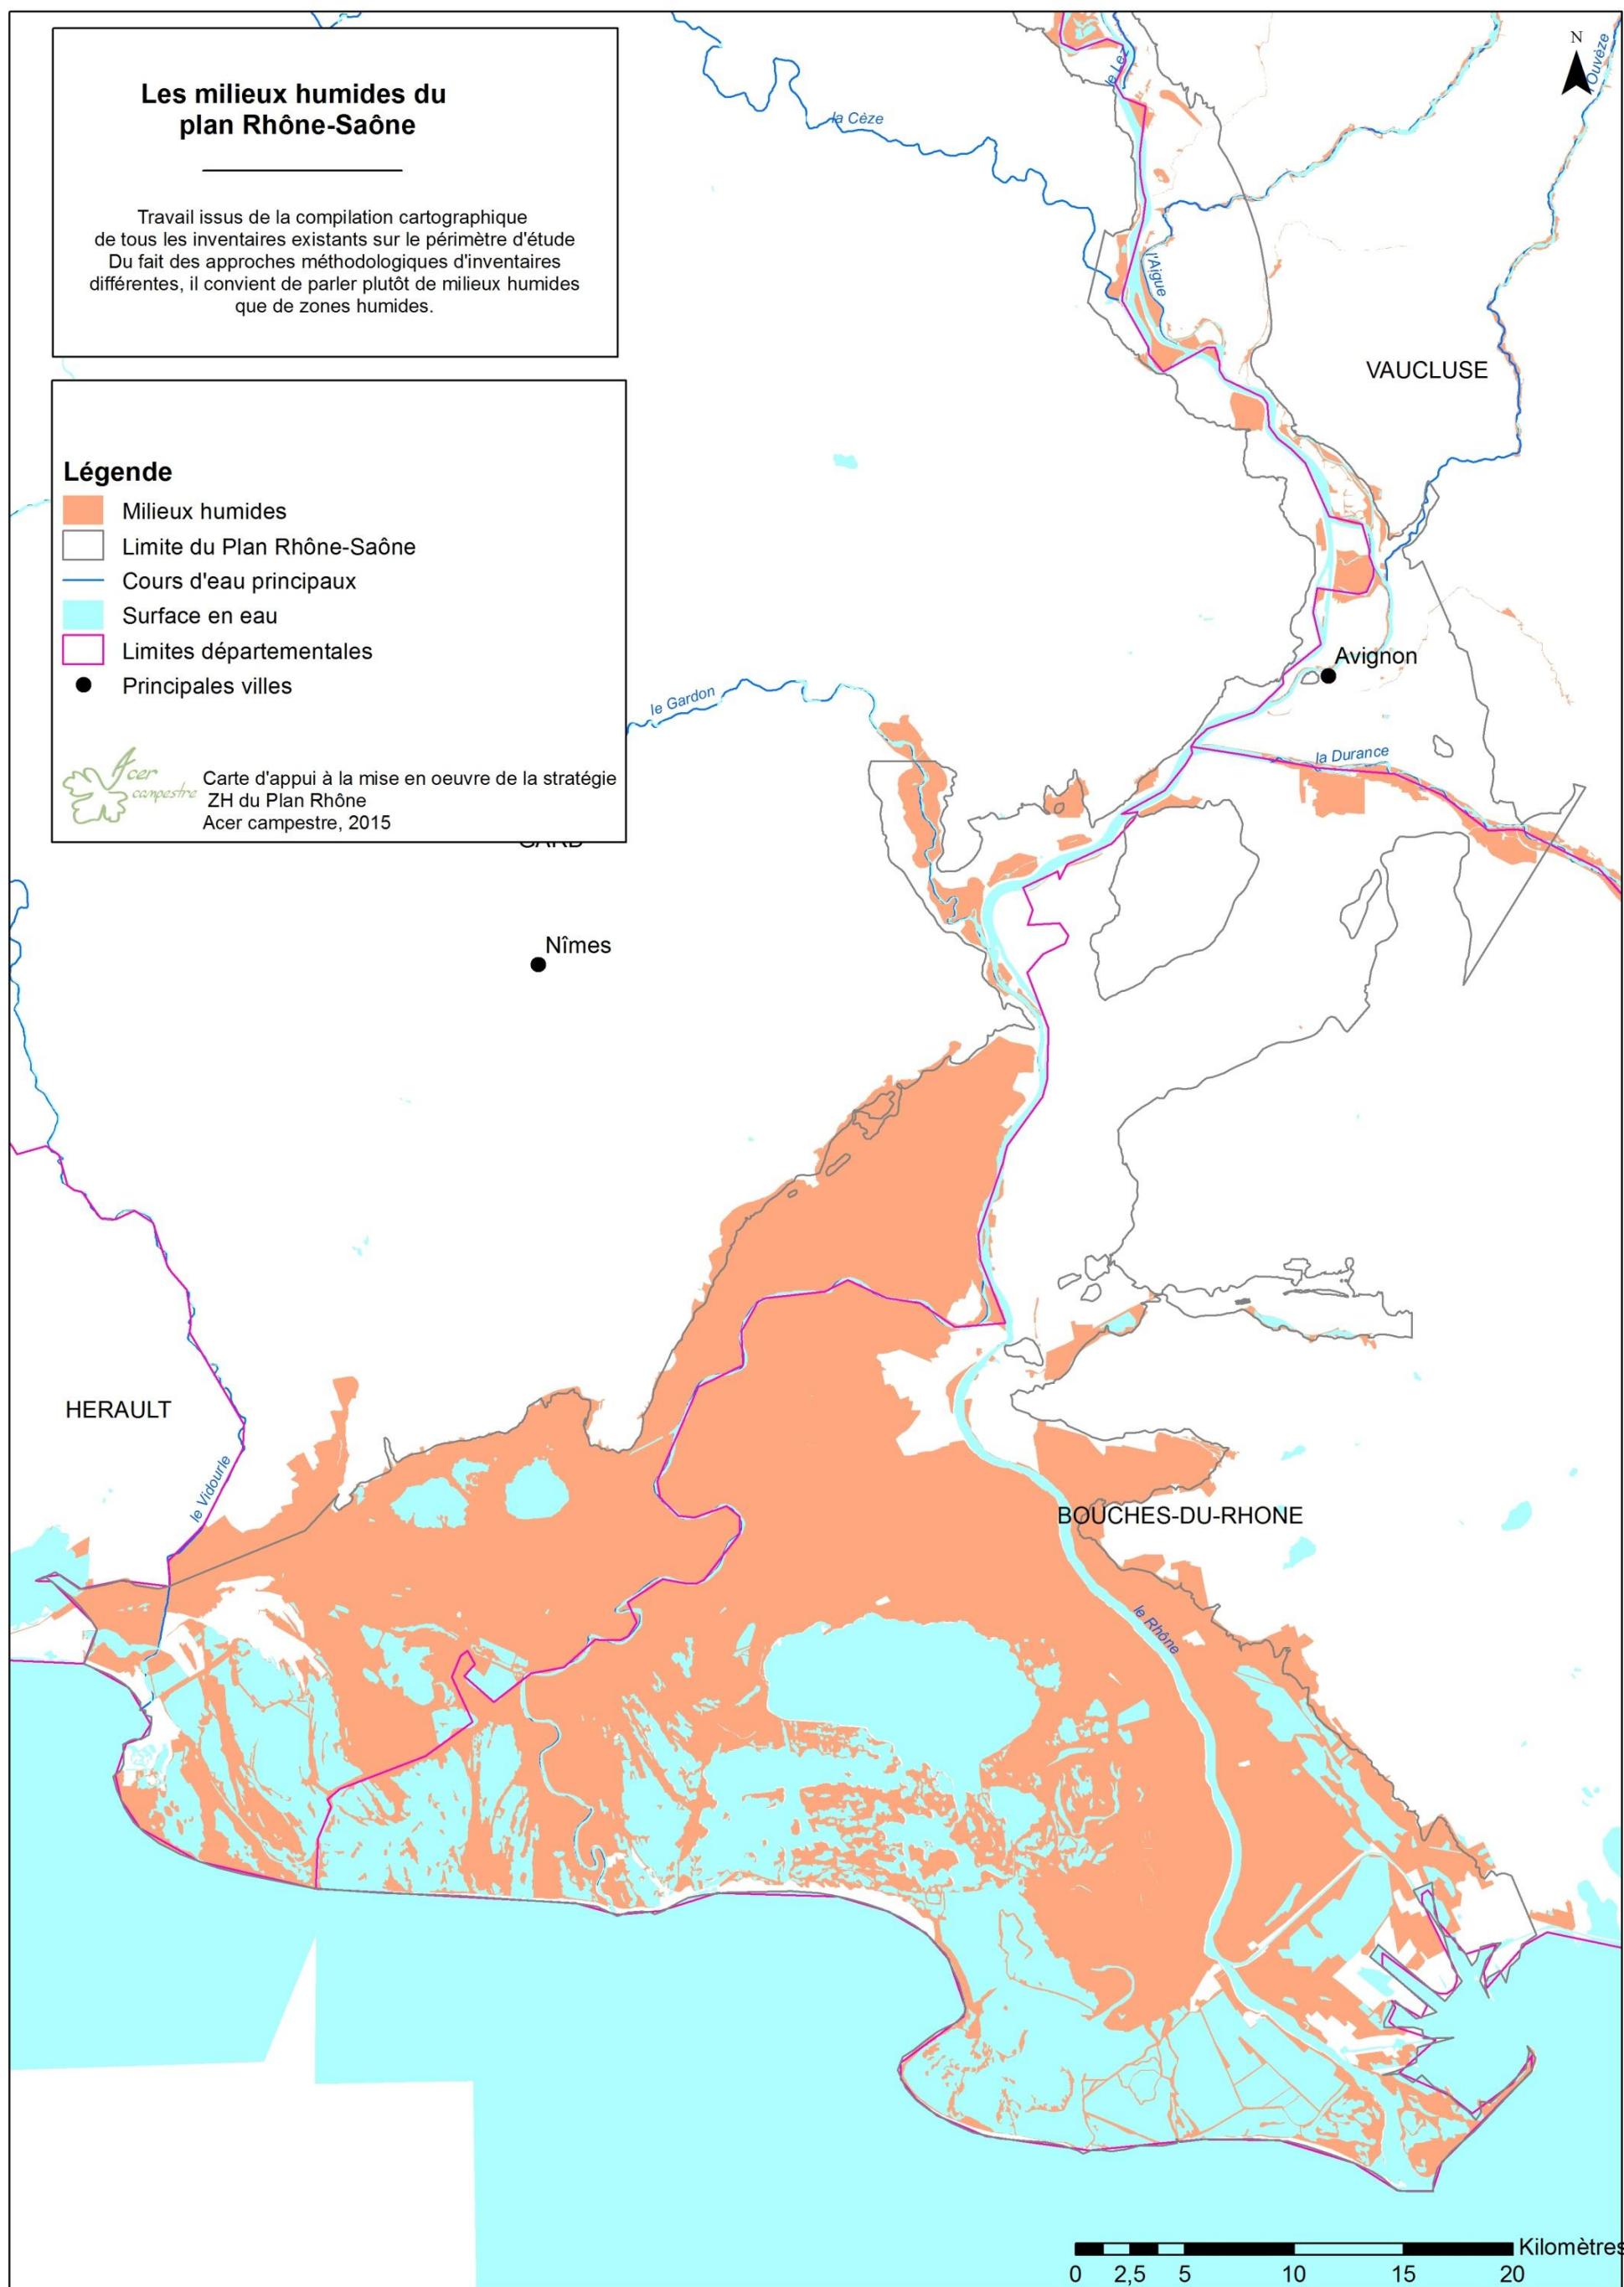 Les milieux humides du
plan Rhône-Saône
Travail issus de la compilation cartographique
de tous les inventaires existants sur le périmètre d'étude
Du fait des approches méthodologiques d'inventaires
différentes, il convient de parler plutôt de milieux humides
que de zones humides.
Légende
Milieux humides
Limite du Plan Rhône-Saône
Cours d'eau principaux
Surface en eau
Limites départementales
Principales villes
Acer
campestre
Carte d'appui à la mise en oeuvre de la stratégie
ZH du Plan Rhône
Acer campestre, 2015
N
l'Ouvèze
le Lez
la Cèze
l'Aigue
VAUCLUSE
Avignon
le Gardon
la Durance
GARD
Nîmes
HERAULT
le Vidourle
BOUCHES-DU-RHONE
le Rhône
Kilomètres
0 2,5 5 10 15 20